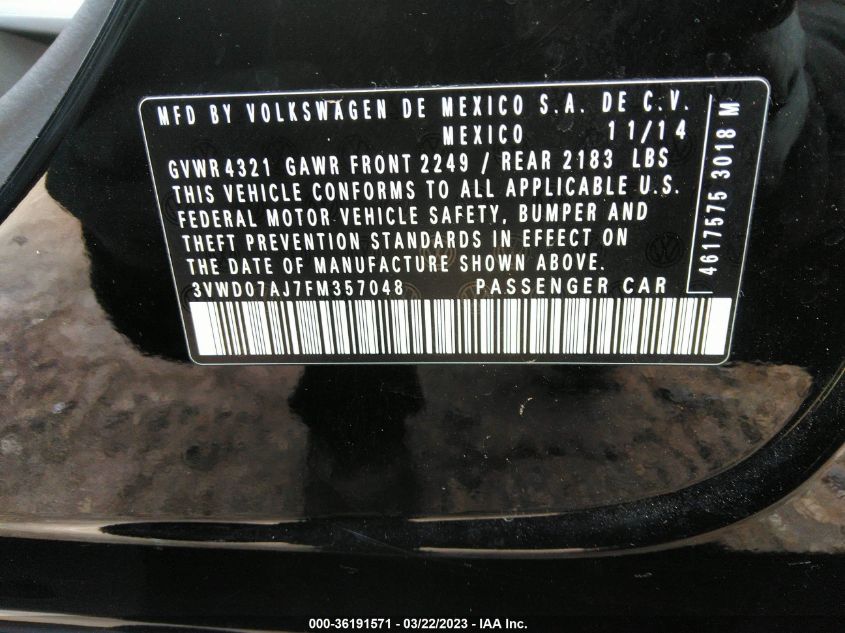 MFD BY VOLKSWAGEN DE MEXICO S.A. DE C.V.
MEXICO 11/14
GVWR 4321 GAWR FRONT 2249 / REAR 2183 LBS
THIS VEHICLE CONFORMS TO ALL APPLICABLE U.S.
FEDERAL MOTOR VEHICLE SAFETY, BUMPER AND
THEFT PREVENTION STANDARDS IN EFFECT ON
THE DATE OF MANUFACTURE SHOWN ABOVE.
3VWD07AJ7FM357048 PASSENGER CAR
4617575 3018 M
000-36191571 - 03/22/2023 - IAA Inc.